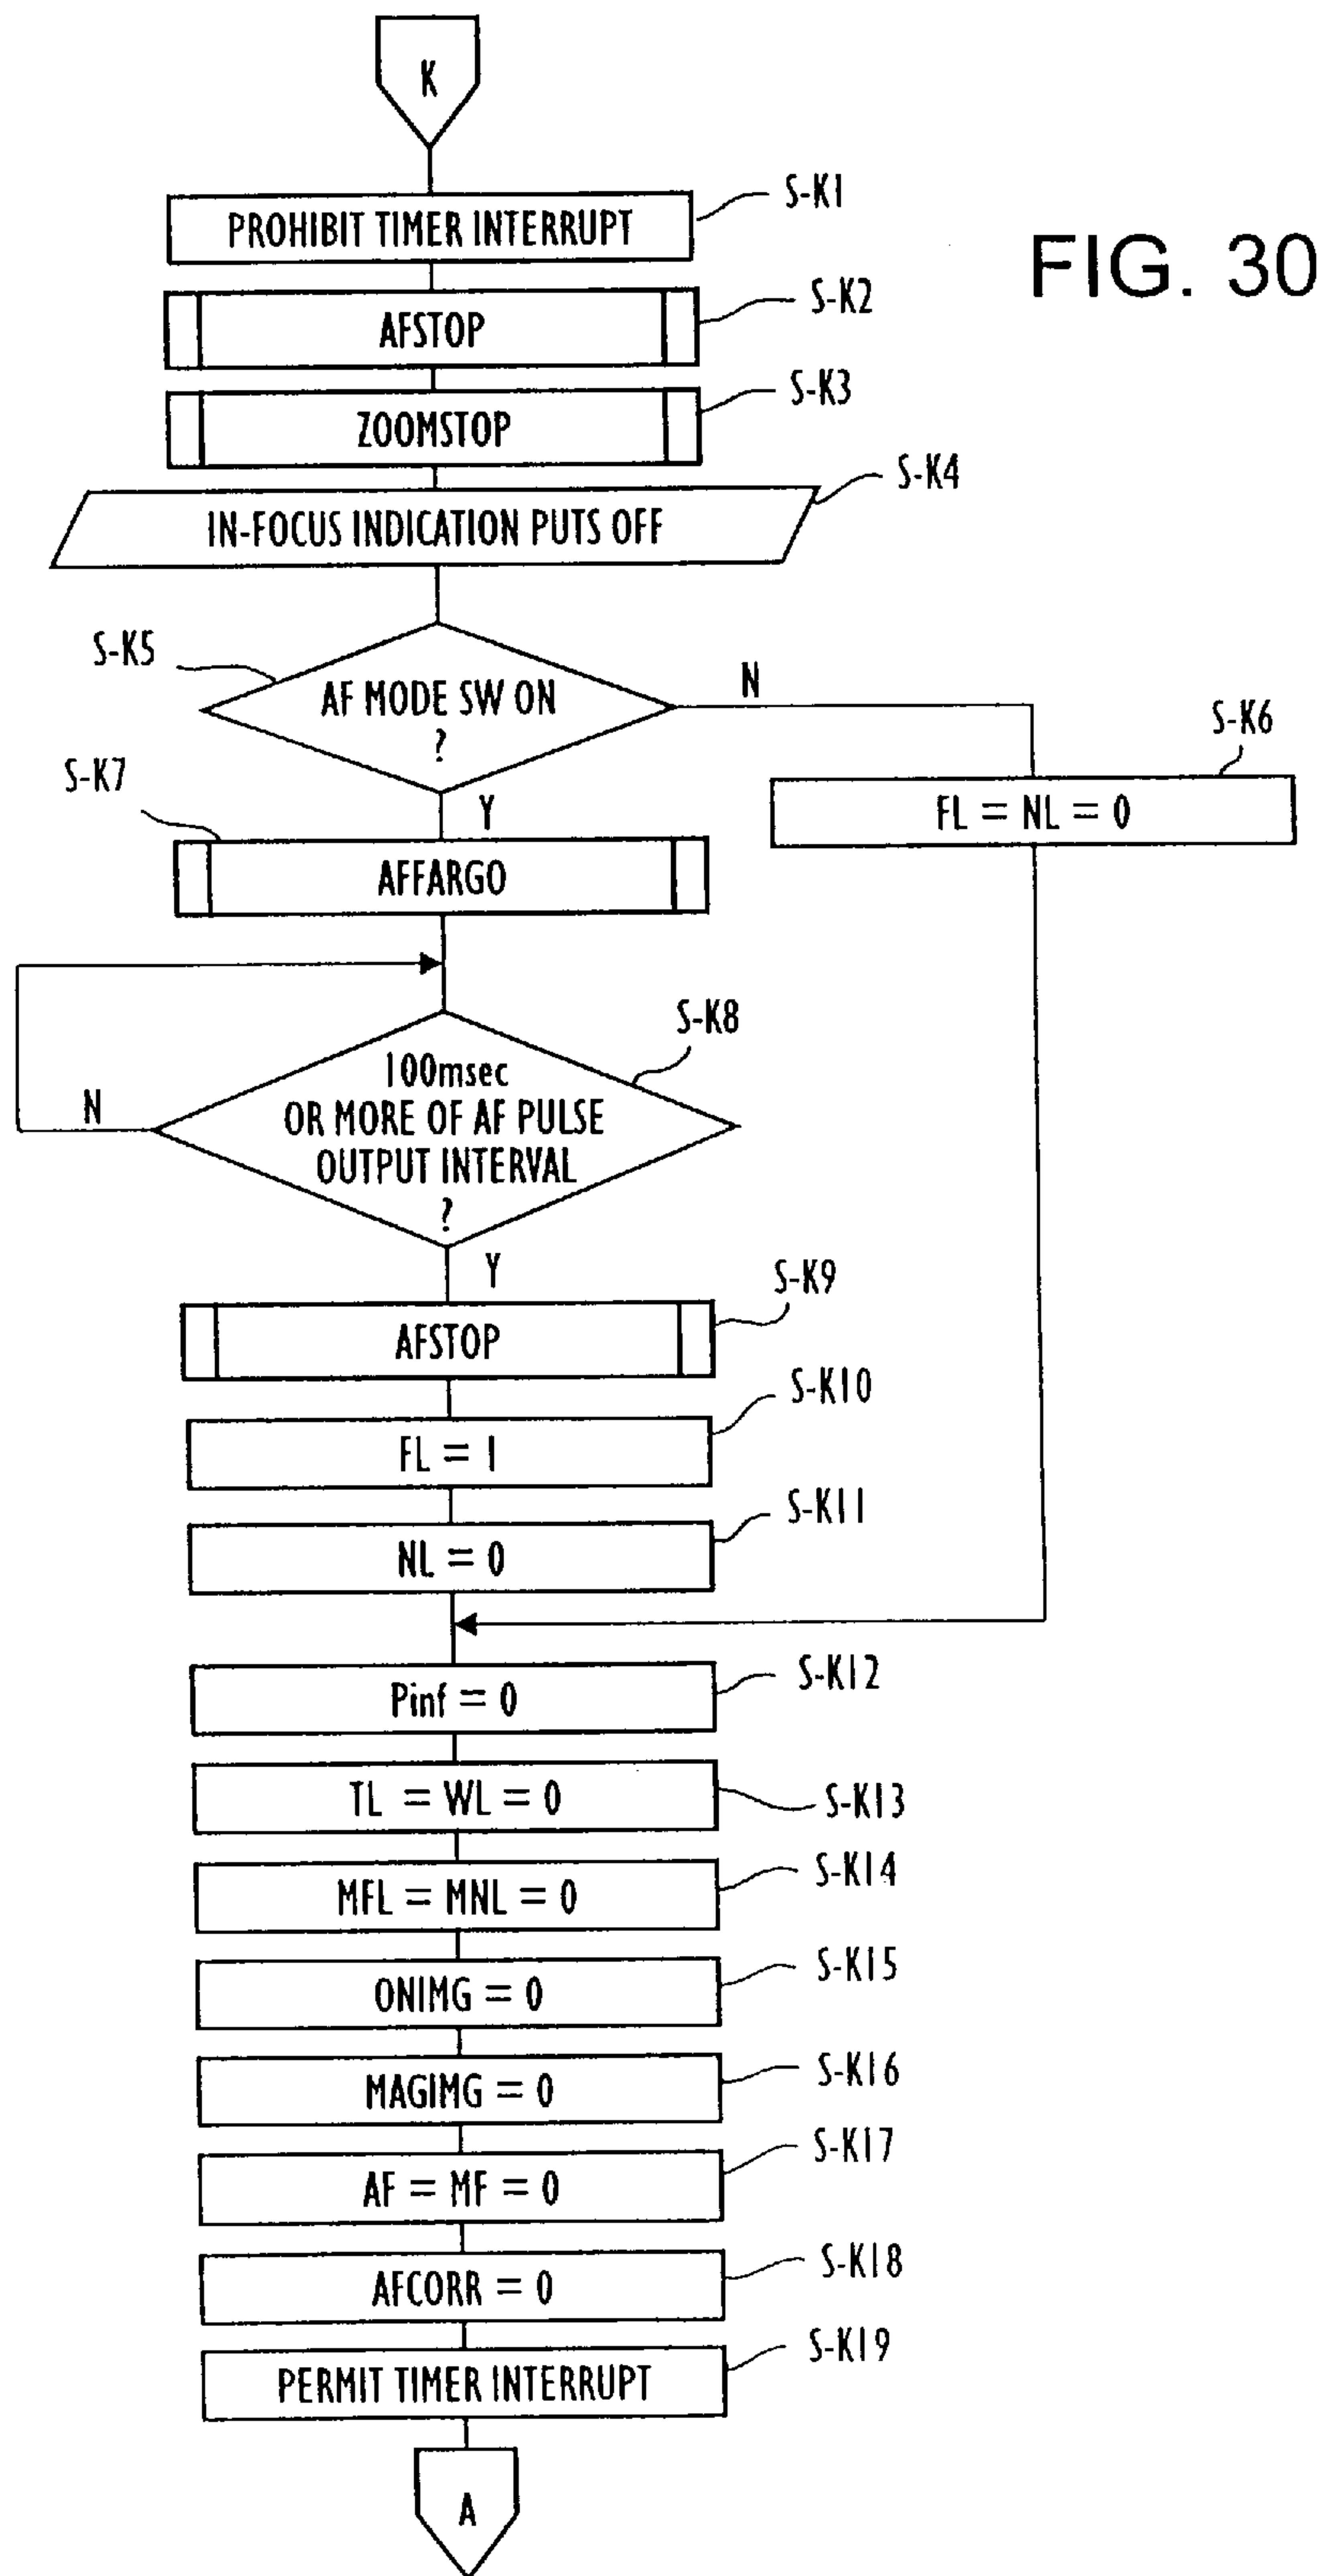 K
PROHIBIT TIMER INTERRUPT
S-K1
FIG. 30
AFSTOP
S-K2
ZOOMSTOP
S-K3
IN-FOCUS INDICATION PUTS OFF
S-K4
S-K5
AF MODE SW ON
?
N
S-K6
FL = NL = 0
Y
S-K7
AFFARGO
S-K8
100msec
OR MORE OF AF PULSE
OUTPUT INTERVAL
?
N
Y
S-K9
AFSTOP
S-K10
FL = 1
S-K11
NL = 0
S-K12
Pinf = 0
TL = WL = 0
S-K13
S-K14
MFL = MNL = 0
S-K15
ONIMG = 0
S-K16
MAGIMG = 0
S-K17
AF = MF = 0
S-K18
AFCORR = 0
S-K19
PERMIT TIMER INTERRUPT
A